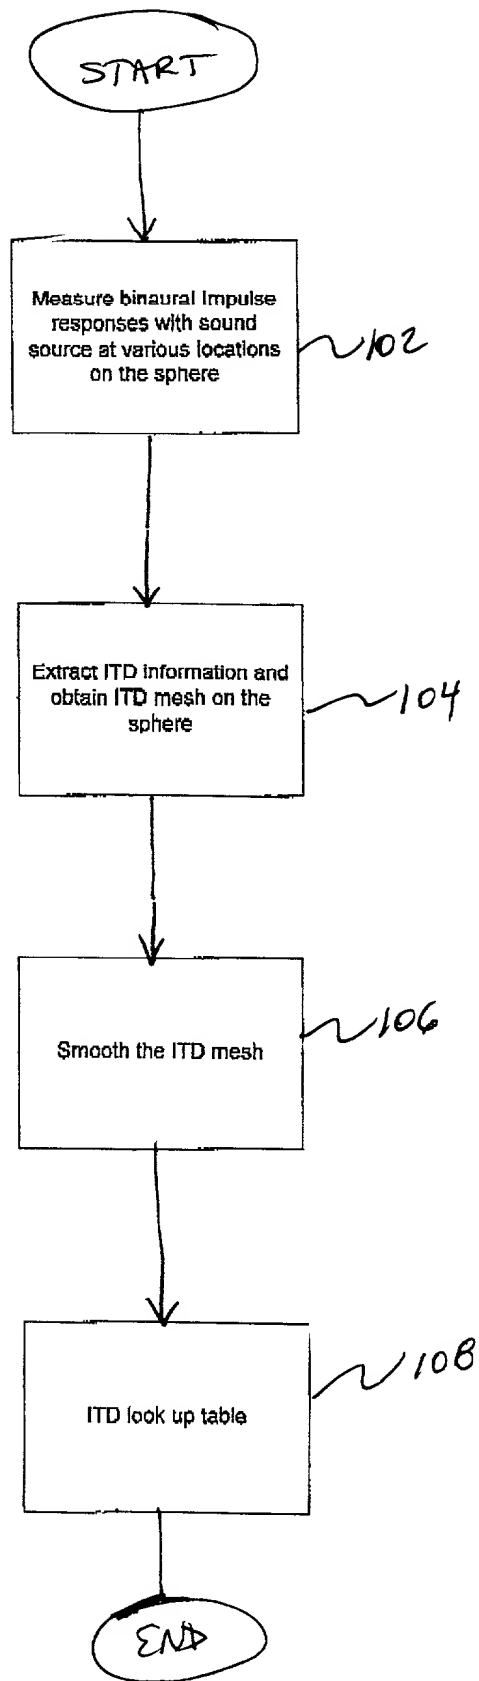 START
Measure binaural impulse
responses with sound
source at various locations
on the sphere
102
Extract ITD information and
obtain ITD mesh on the
sphere
104
Smooth the ITD mesh
106
ITD look up table
108
END